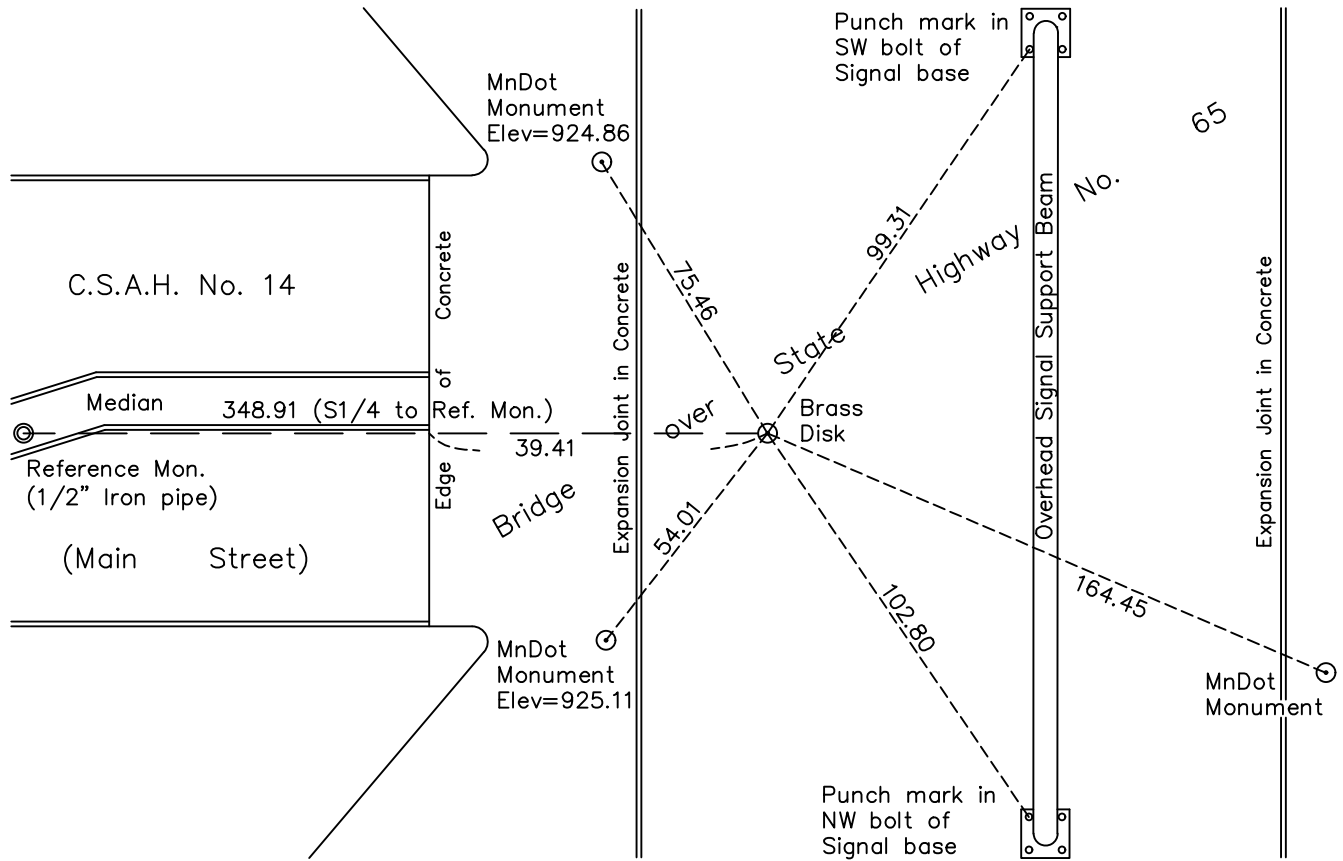 Punch mark in
SW bolt of
Signal base
MnDot
Monument
Elev=924.86
65
No.
Highway
State
over
Bridge
99.31
75.46
C.S.A.H. No. 14
Edge of Concrete
Expansion Joint in Concrete
Overhead Signal Support Beam
Expansion Joint in Concrete
Median
348.91 (S1/4 to Ref. Mon.)
39.41
Brass
Disk
Reference Mon.
(1/2" Iron pipe)
(Main Street)
54.01
102.80
164.45
MnDot
Monument
Elev=925.11
MnDot
Monument
Punch mark in
NW bolt of
Signal base